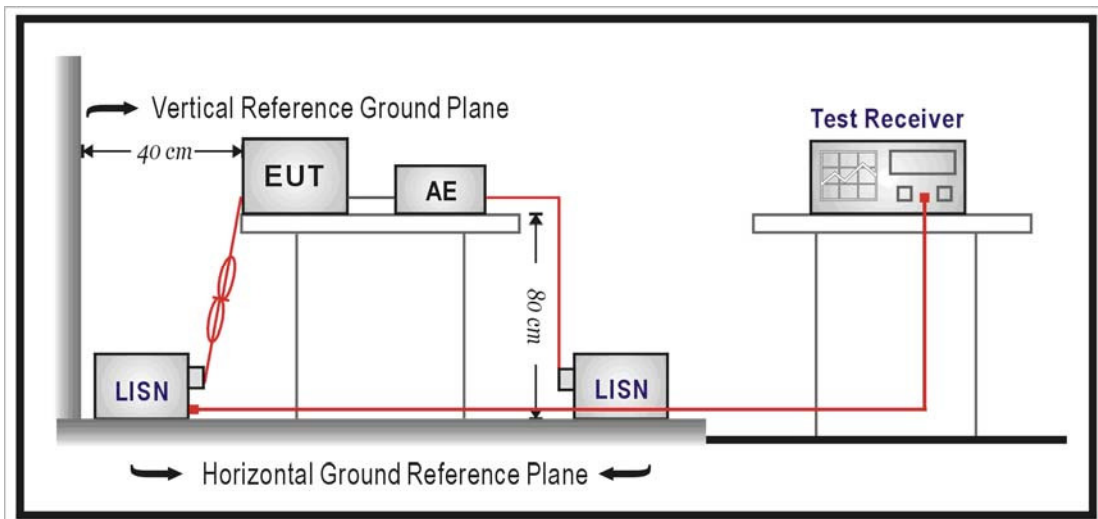 Vertical Reference Ground Plane
Test Receiver
40 cm
EUT
AE
80 cm
LISN
LISN
Horizontal Ground Reference Plane